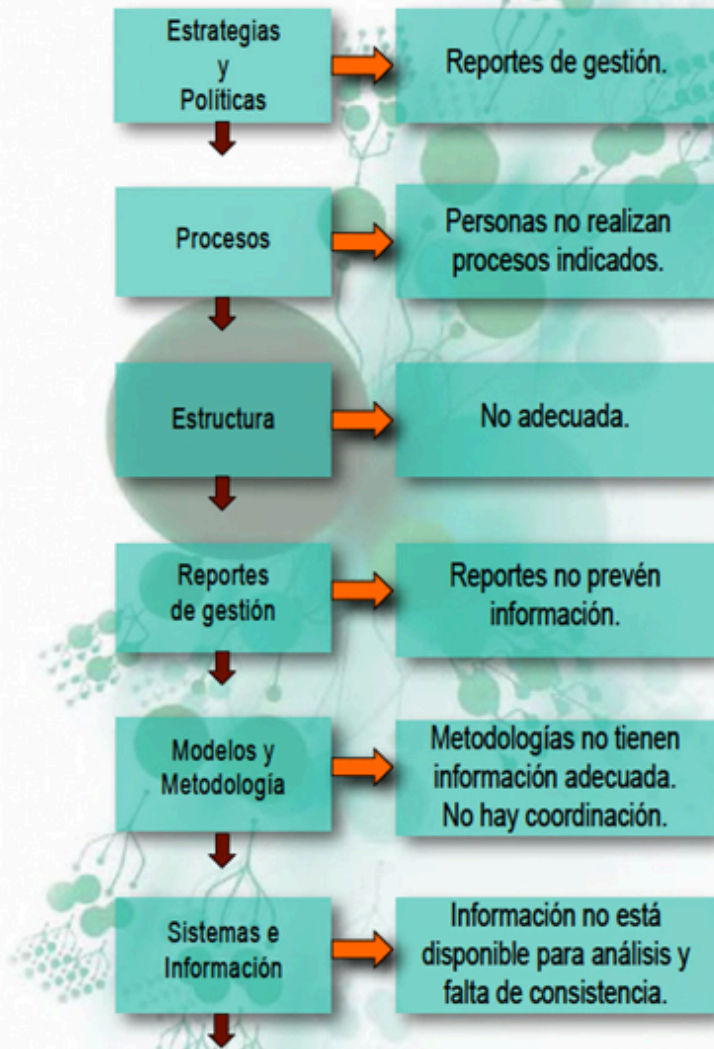 Estrategias
y
Políticas
Reportes de gestión.
Procesos
Personas no realizan
procesos indicados.
Estructura
No adecuada.
Reportes
de gestión
Reportes no prevén
información.
Modelos y
Metodología
Metodologías no tienen
información adecuada.
No hay coordinación.
Sistemas e
Información
Información no está
disponible para análisis y
falta de consistencia.